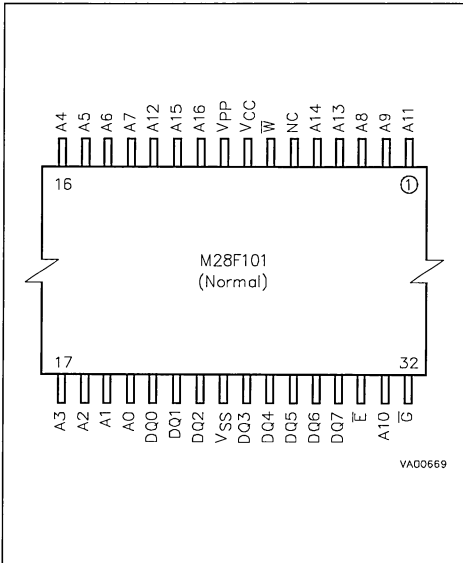 A4 A5 A6 A7 A12 A15 A16 VPP VCC W̅ NC A14 A13 A8 A9 A11
16 1
M28F101
(Normal)
17 32
A3 A2 A1 A0 DQ0 DQ1 DQ2 VSS DQ3 DQ4 DQ5 DQ6 DQ7 E̅ A10 G̅
VA00669